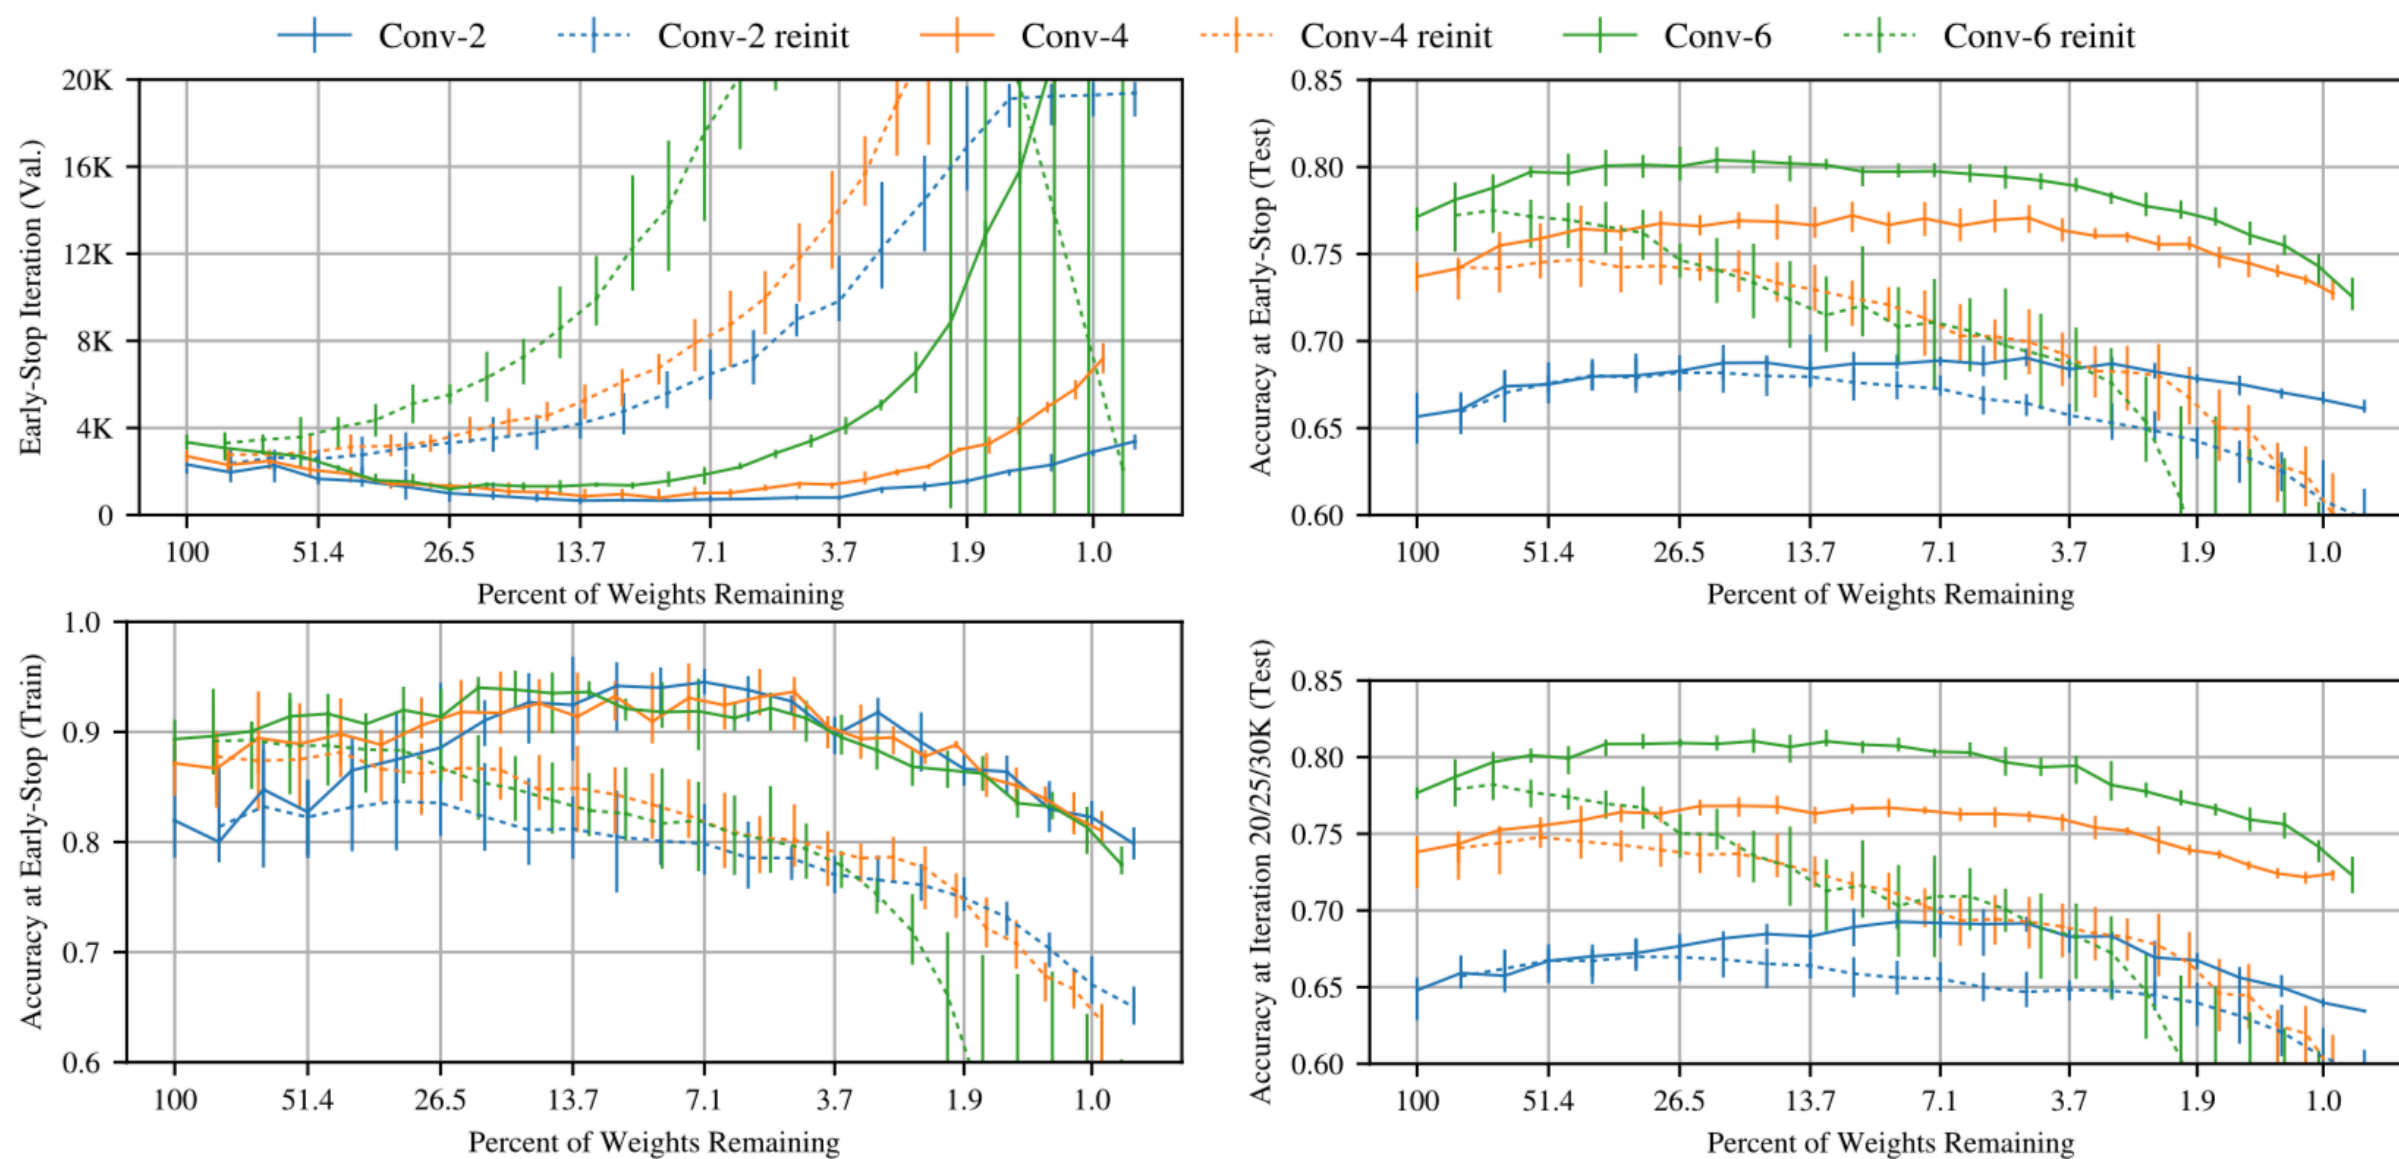 Conv-2 Conv-2 reinit Conv-4 Conv-4 reinit Conv-6 Conv-6 reinit
Early-Stop Iteration (Val.)
20K
16K
12K
8K
4K
0
100 51.4 26.5 13.7 7.1 3.7 1.9 1.0
Percent of Weights Remaining
Accuracy at Early-Stop (Test)
0.85
0.80
0.75
0.70
0.65
0.60
100 51.4 26.5 13.7 7.1 3.7 1.9 1.0
Percent of Weights Remaining
Accuracy at Early-Stop (Train)
1.0
0.9
0.8
0.7
0.6
100 51.4 26.5 13.7 7.1 3.7 1.9 1.0
Percent of Weights Remaining
Accuracy at Iteration 20/25/30K (Test)
0.85
0.80
0.75
0.70
0.65
0.60
100 51.4 26.5 13.7 7.1 3.7 1.9 1.0
Percent of Weights Remaining